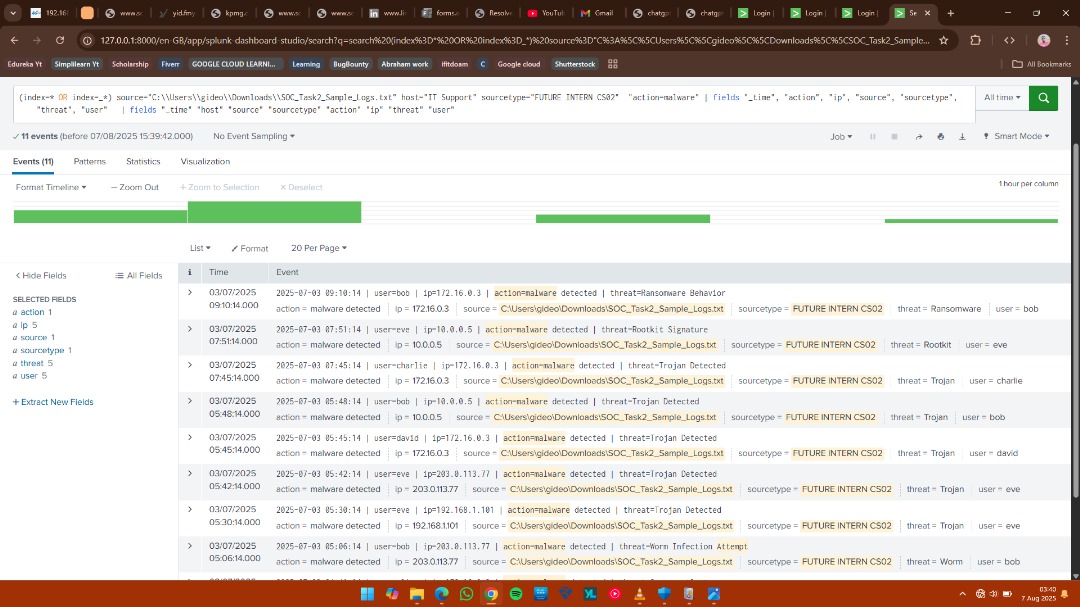 192.168
www.sc
yid.fmy
kpmg.c
www.sc
www.sc
www.li
forms.c
Resolve
YouTu
Gmail
chatgp
chatgp
Login |
Login |
Login |
Se
127.0.0.1:8000/en-GB/app/splunk-dashboard-studio/search?q=search%20(index%3D*%20OR%20index%3D_*)%20source%3D"C%3A%5C%5CUsers%5C%5Cgideo%5C%5CDownloads%5C%5CSOC_Task2_Sample...
Edureka Yt
Simplilearn Yt
Scholarship
Fiverr
GOOGLE CLOUD LEARNI...
Learning
BugBounty
Abraham work
ifitdoam
Google cloud
Shutterstock
All Bookmarks
(index=* OR index=_*) source="C:\\Users\\gideo\\Downloads\\SOC_Task2_Sample_Logs.txt" host="IT Support" sourcetype="FUTURE INTERN CS02" "action=malware" | fields "_time", "action", "ip", "source", "sourcetype",
"threat", "user" | fields "_time" "host" "source" "sourcetype" "action" "ip" "threat" "user"
All time
11 events (before 07/08/2025 15:39:42.000)
No Event Sampling
Job
Smart Mode
Events (11)
Patterns
Statistics
Visualization
Format Timeline
— Zoom Out
+ Zoom to Selection
× Deselect
1 hour per column
List
Format
20 Per Page
< Hide Fields
All Fields
i
Time
Event
SELECTED FIELDS
a action 1
a ip 5
a source 1
a sourcetype 1
a threat 5
a user 5
+ Extract New Fields
03/07/2025
09:10:14.000
2025-07-03 09:10:14 | user=bob | ip=172.16.0.3 | action=malware detected | threat=Ransomware Behavior
action = malware detected ip = 172.16.0.3 source = C:\Users\gideo\Downloads\SOC_Task2_Sample_Logs.txt sourcetype = FUTURE INTERN CS02 threat = Ransomware user = bob
03/07/2025
07:51:14.000
2025-07-03 07:51:14 | user=eve | ip=10.0.0.5 | action=malware detected | threat=Rootkit Signature
action = malware detected ip = 10.0.0.5 source = C:\Users\gideo\Downloads\SOC_Task2_Sample_Logs.txt sourcetype = FUTURE INTERN CS02 threat = Rootkit user = eve
03/07/2025
07:45:14.000
2025-07-03 07:45:14 | user=charlie | ip=172.16.0.3 | action=malware detected | threat=Trojan Detected
action = malware detected ip = 172.16.0.3 source = C:\Users\gideo\Downloads\SOC_Task2_Sample_Logs.txt sourcetype = FUTURE INTERN CS02 threat = Trojan user = charlie
03/07/2025
05:48:14.000
2025-07-03 05:48:14 | user=bob | ip=10.0.0.5 | action=malware detected | threat=Trojan Detected
action = malware detected ip = 10.0.0.5 source = C:\Users\gideo\Downloads\SOC_Task2_Sample_Logs.txt sourcetype = FUTURE INTERN CS02 threat = Trojan user = bob
03/07/2025
05:45:14.000
2025-07-03 05:45:14 | user=david | ip=172.16.0.3 | action=malware detected | threat=Trojan Detected
action = malware detected ip = 172.16.0.3 source = C:\Users\gideo\Downloads\SOC_Task2_Sample_Logs.txt sourcetype = FUTURE INTERN CS02 threat = Trojan user = david
03/07/2025
05:42:14.000
2025-07-03 05:42:14 | user=eve | ip=203.0.113.77 | action=malware detected | threat=Trojan Detected
action = malware detected ip = 203.0.113.77 source = C:\Users\gideo\Downloads\SOC_Task2_Sample_Logs.txt sourcetype = FUTURE INTERN CS02 threat = Trojan user = eve
03/07/2025
05:30:14.000
2025-07-03 05:30:14 | user=eve | ip=192.168.1.101 | action=malware detected | threat=Trojan Detected
action = malware detected ip = 192.168.1.101 source = C:\Users\gideo\Downloads\SOC_Task2_Sample_Logs.txt sourcetype = FUTURE INTERN CS02 threat = Trojan user = eve
03/07/2025
05:06:14.000
2025-07-03 05:06:14 | user=bob | ip=203.0.113.77 | action=malware detected | threat=Worm Infection Attempt
action = malware detected ip = 203.0.113.77 source = C:\Users\gideo\Downloads\SOC_Task2_Sample_Logs.txt sourcetype = FUTURE INTERN CS02 threat = Worm user = bob
03:40
7 Aug 2025